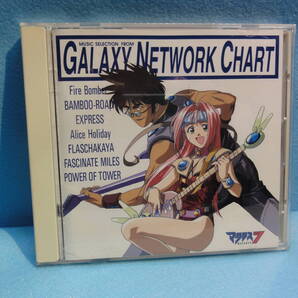 MUSIC SELECTION FROM
GALAXY NETWORK CHART
Fire Bomber
BAMBOO-ROAD
EXPRESS
Alice Holiday
FLASCHAKAYA
FASCINATE MILES
POWER OF TOWER
マクロス7